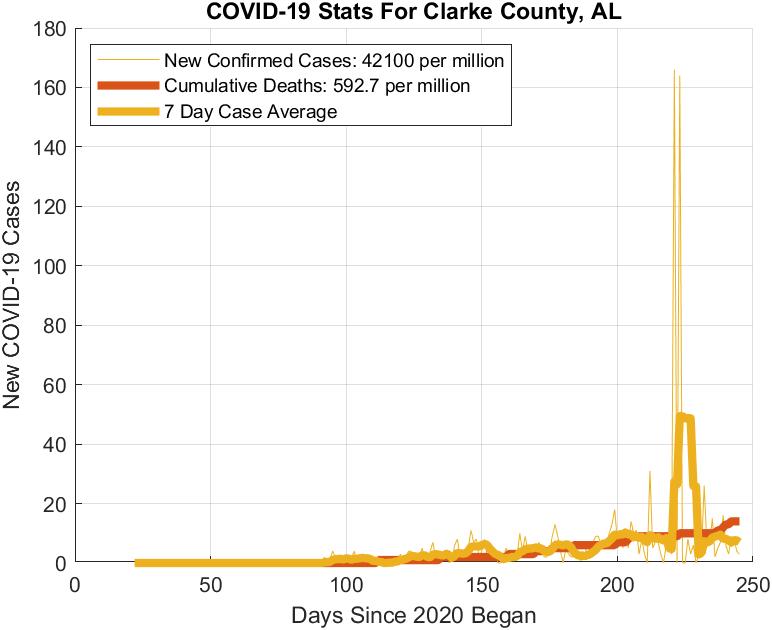 COVID-19 Stats For Clarke County, AL
180
160
140
120
100
80
60
40
20
0
New COVID-19 Cases
New Confirmed Cases: 42100 per million
Cumulative Deaths: 592.7 per million
7 Day Case Average
0 50 100 150 200 250
Days Since 2020 Began